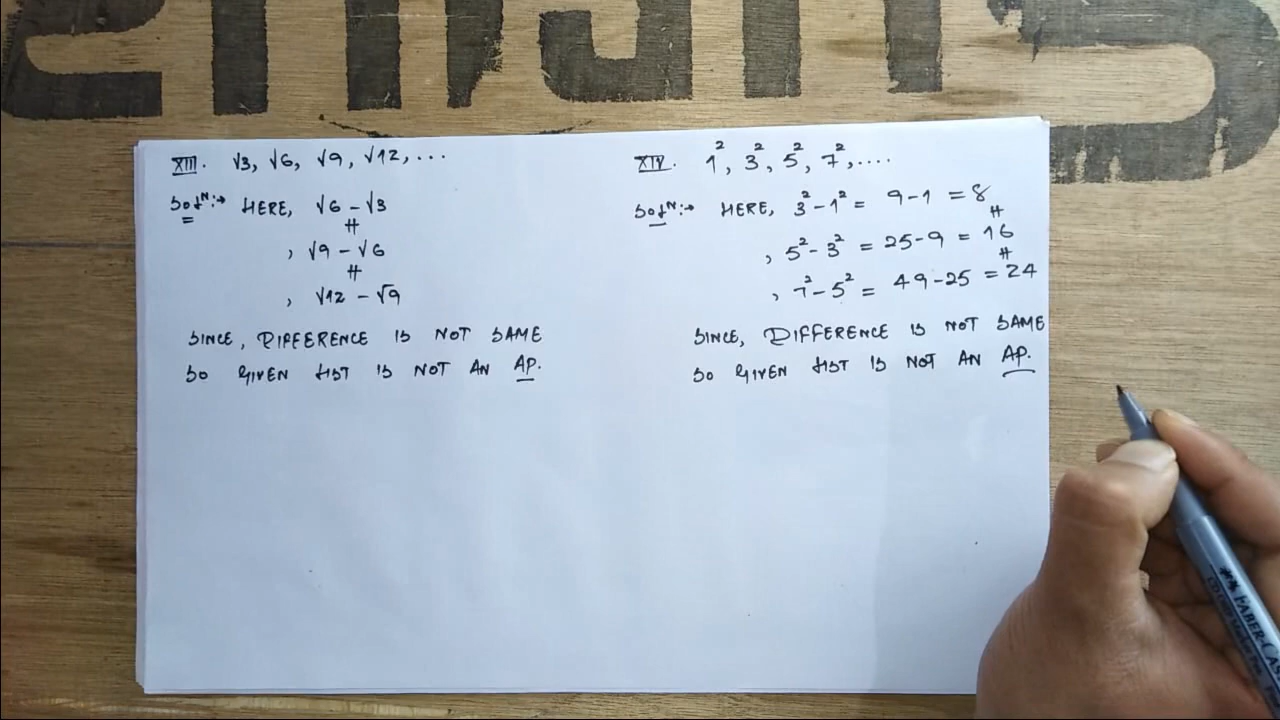 XIII. √3, √6, √9, √12, ...
SOLN:→ HERE, √6 - √3
≠
, √9 - √6
≠
, √12 - √9
SINCE, DIFFERENCE IS NOT SAME
SO GIVEN LIST IS NOT AN AP.
XIV. 1², 3², 5², 7², ....
SOLN:→ HERE, 3² - 1² = 9 - 1 = 8
≠
, 5² - 3² = 25 - 9 = 16
≠
, 7² - 5² = 49 - 25 = 24
SINCE, DIFFERENCE IS NOT SAME
SO GIVEN LIST IS NOT AN AP.